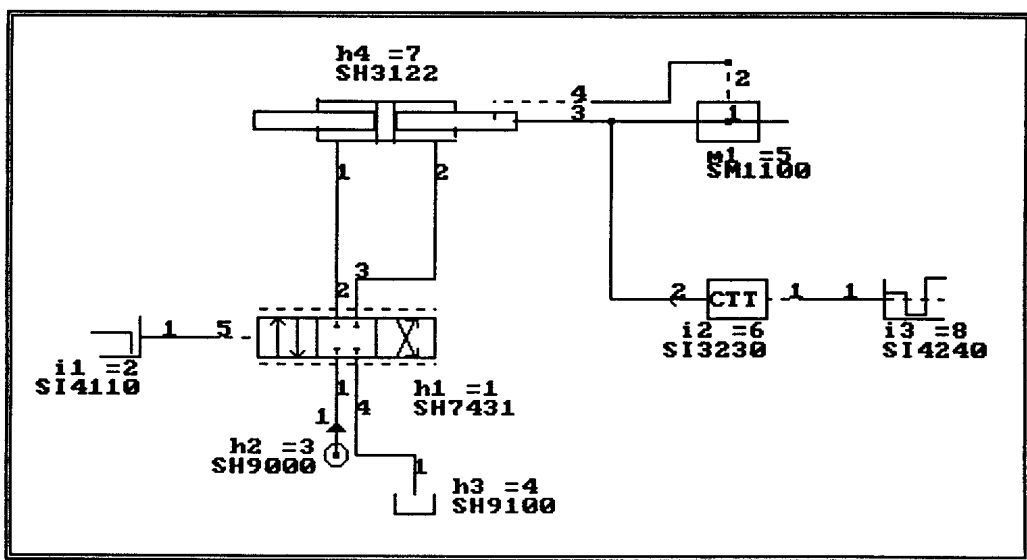 h4 =7
SH3122
4
3
2
1
m1 =5
SM1100
1
2
3
2
2
CTT
1
1
i2 =6
SI3230
i3 =8
SI4240
1
5
i1 =2
SI4110
1
4
h1 =1
SH7431
1
h2 =3
SH9000
1
h3 =4
SH9100